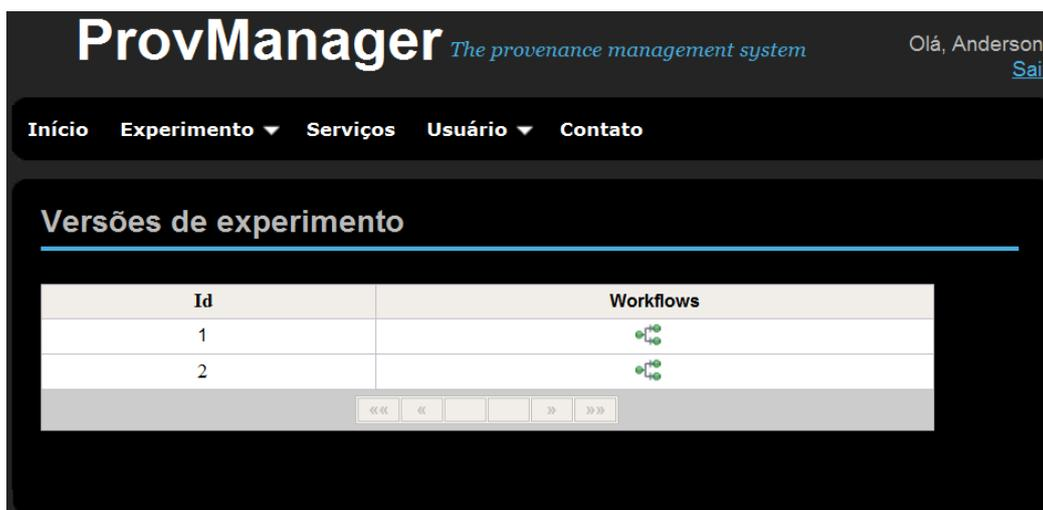 ProvManager The provenance management system Olá, Anderson
Sai
Início Experimento Serviços Usuário Contato
Versões de experimento
Id Workflows
1
2
«« « » »»